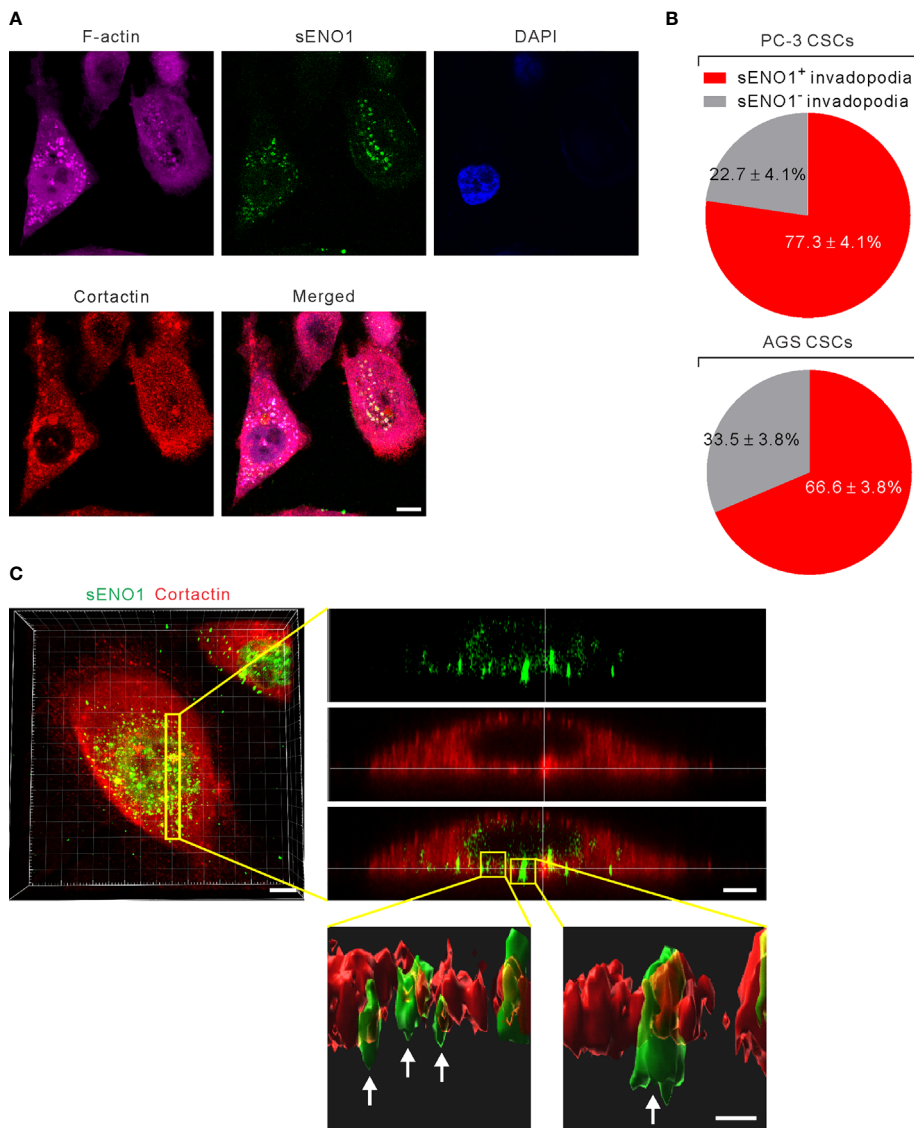 A
F-actin
sENO1
DAPI
Cortactin
Merged
B
PC-3 CSCs
sENO1⁺ invadopodia
sENO1⁻ invadopodia
22.7 ± 4.1%
77.3 ± 4.1%
AGS CSCs
33.5 ± 3.8%
66.6 ± 3.8%
C
sENO1 Cortactin